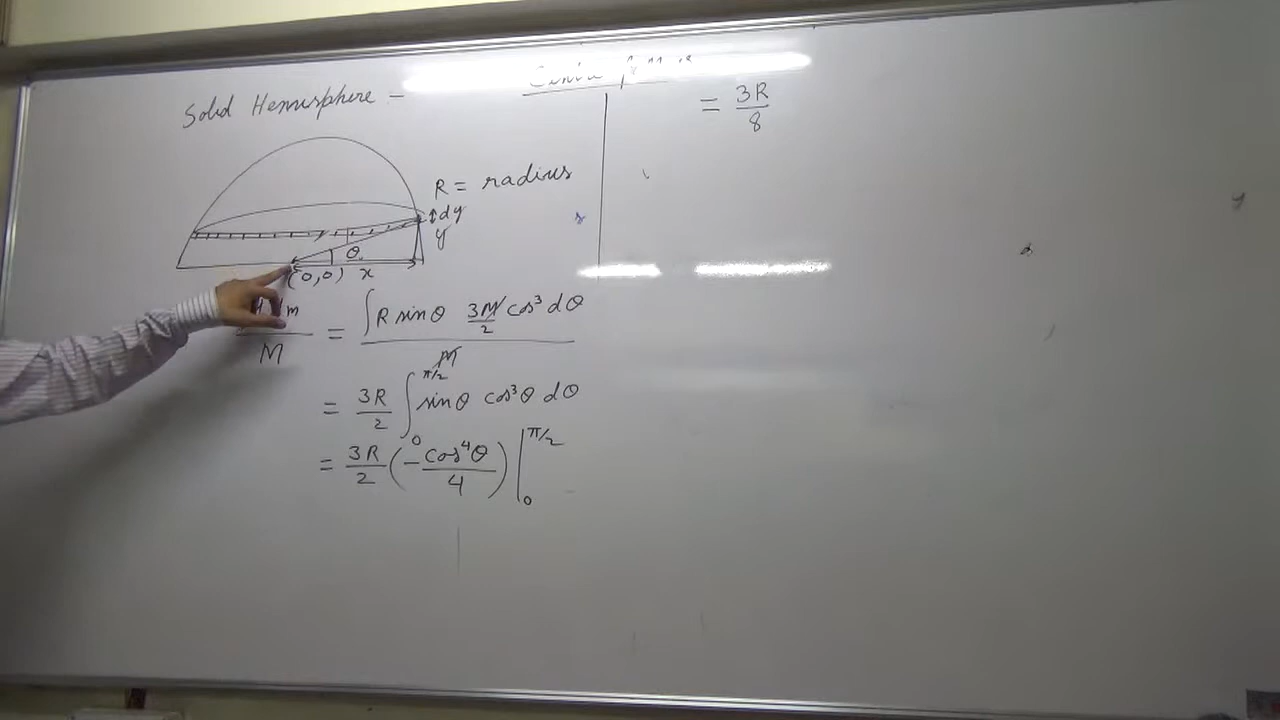 Solid Hemisphere -
R = radius
dy
y
θ
(0,0) x
m
M
= ∫ R sinθ 3M/2 cos³ dθ
M
= 3R/2 ∫ sinθ cos³θ dθ
π/2
0
= 3R/2 (- cos⁴θ/4) |
π/2
0
= 3R/8